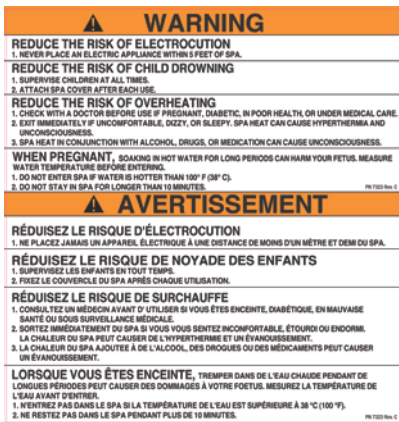 WARNING
REDUCE THE RISK OF ELECTROCUTION
1. NEVER PLACE AN ELECTRIC APPLIANCE WITHIN 5 FEET OF SPA.
REDUCE THE RISK OF CHILD DROWNING
1. SUPERVISE CHILDREN AT ALL TIMES.
2. ATTACH SPA COVER AFTER EACH USE.
REDUCE THE RISK OF OVERHEATING
1. CHECK WITH A DOCTOR BEFORE USE IF PREGNANT, DIABETIC, IN POOR HEALTH, OR UNDER MEDICAL CARE.
2. EXIT IMMEDIATELY IF UNCOMFORTABLE, DIZZY, OR SLEEPY. SPA HEAT CAN CAUSE HYPERTHERMIA AND
UNCONSCIOUSNESS.
3. SPA HEAT IN CONJUNCTION WITH ALCOHOL, DRUGS, OR MEDICATION CAN CAUSE UNCONSCIOUSNESS.
WHEN PREGNANT, SOAKING IN HOT WATER FOR LONG PERIODS CAN HARM YOUR FETUS. MEASURE
WATER TEMPERATURE BEFORE ENTERING.
1. DO NOT ENTER SPA IF WATER IS HOTTER THAN 100° F (38° C).
2. DO NOT STAY IN SPA FOR LONGER THAN 10 MINUTES.
PN 7323 Rev. C
AVERTISSEMENT
RÉDUISEZ LE RISQUE D'ÉLECTROCUTION
1. NE PLACEZ JAMAIS UN APPAREIL ÉLECTRIQUE À UNE DISTANCE DE MOINS D'UN MÈTRE ET DEMI DU SPA.
RÉDUISEZ LE RISQUE DE NOYADE DES ENFANTS
1. SUPERVISEZ LES ENFANTS EN TOUT TEMPS.
2. FIXEZ LE COUVERCLE DU SPA APRÈS CHAQUE UTILISATION.
RÉDUISEZ LE RISQUE DE SURCHAUFFE
1. CONSULTEZ UN MÉDECIN AVANT D'UTILISER SI VOUS ÊTES ENCEINTE, DIABÉTIQUE, EN MAUVAISE
SANTÉ OU SOUS SURVEILLANCE MÉDICALE.
2. SORTEZ IMMÉDIATEMENT DU SPA SI VOUS VOUS SENTEZ INCONFORTABLE, ÉTOURDI OU ENDORMI.
LA CHALEUR DU SPA PEUT CAUSER DE L'HYPERTHERMIE ET UN ÉVANOUISSEMENT.
3. LA CHALEUR DU SPA AJOUTÉE À DE L'ALCOOL, DES DROGUES OU DES MÉDICAMENTS PEUT CAUSER
UN ÉVANOUISSEMENT.
LORSQUE VOUS ÊTES ENCEINTE, TREMPER DANS DE L'EAU CHAUDE PENDANT DE
LONGUES PÉRIODES PEUT CAUSER DES DOMMAGES À VOTRE FOETUS. MESUREZ LA TEMPÉRATURE DE
L'EAU AVANT D'ENTRER.
1. N'ENTREZ PAS DANS LE SPA SI LA TEMPÉRATURE DE L'EAU EST SUPÉRIEURE À 38 °C (100 °F).
2. NE RESTEZ PAS DANS LE SPA PENDANT PLUS DE 10 MINUTES.
PN 7323 Rev. C